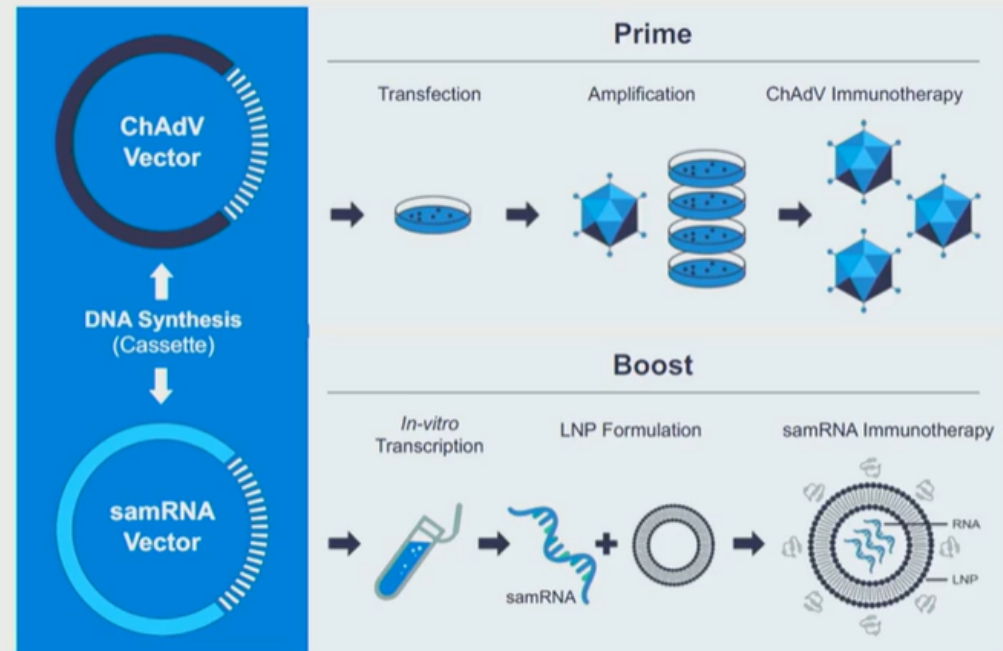 ChAdV
Vector
DNA Synthesis
(Cassette)
samRNA
Vector
Prime
Transfection
Amplification
ChAdV Immunotherapy
Boost
In-vitro
Transcription
LNP Formulation
samRNA Immunotherapy
samRNA
RNA
LNP